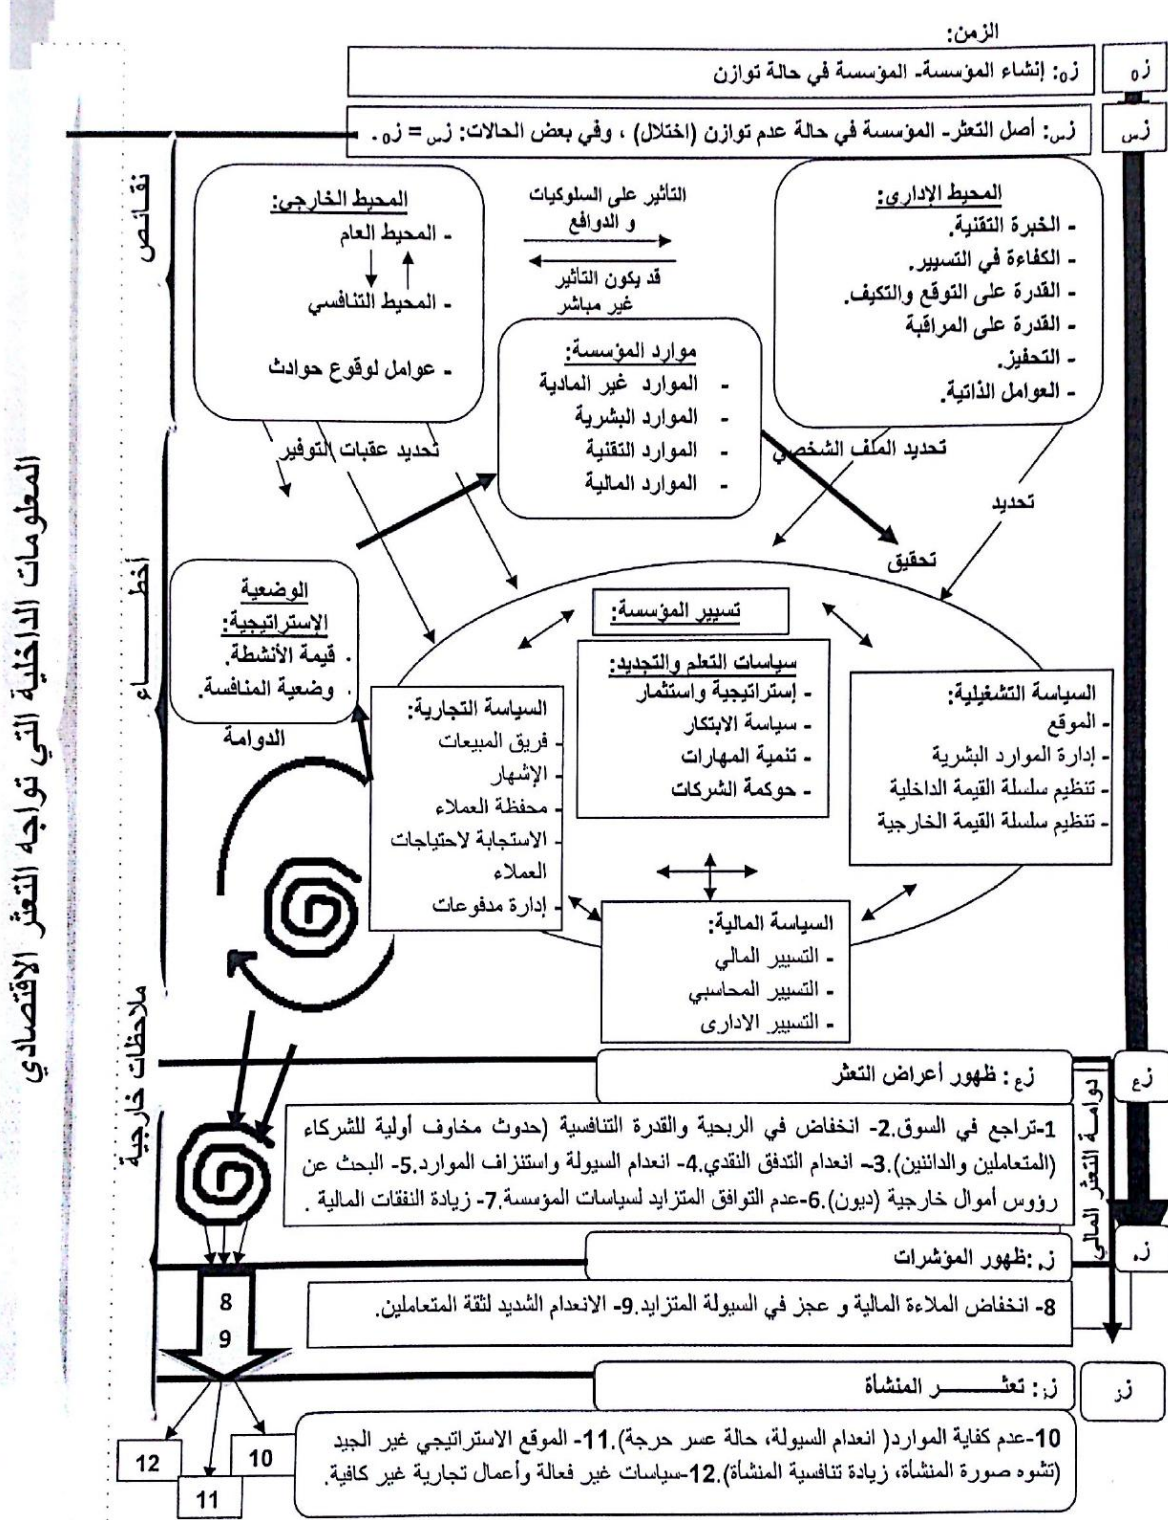 الزمن:
ز0
ز0: إنشاء المؤسسة- المؤسسة في حالة توازن
زس
زس: أصل التعثر- المؤسسة في حالة عدم توازن (اختلال) ، وفي بعض الحالات: زس = ز0 .
المحيط الإداري:
- الخبرة التقنية.
- الكفاءة في التسيير.
- القدرة على التوقع والتكيف.
- القدرة على المراقبة
- التحفيز.
- العوامل الذاتية.
التأثير على السلوكيات
و الدوافع
قد يكون التأثير
غير مباشر
المحيط الخارجي:
- المحيط العام
- المحيط التنافسي
- عوامل لوقوع حوادث
نقائص
موارد المؤسسة:
- الموارد غير المادية
- الموارد البشرية
- الموارد التقنية
- الموارد المالية
تحديد الملف الشخصي
تحديد
تحديد عقبات التوفير
تحقيق
أخطـــــــاء
الوضعية
الإستراتيجية:
. قيمة الأنشطة.
. وضعية المنافسة.
الدوامة
تسيير المؤسسة:
سياسات التعلم والتجديد:
- إستراتيجية واستثمار
- سياسة الابتكار
- تنمية المهارات
- حوكمة الشركات
السياسة التشغيلية:
- الموقع
- إدارة الموارد البشرية
- تنظيم سلسلة القيمة الداخلية
- تنظيم سلسلة القيمة الخارجية
السياسة التجارية:
- فريق المبيعات
- الإشهار
- محفظة العملاء
- الاستجابة لاحتياجات
العملاء
- إدارة مدفوعات
السياسة المالية:
- التسيير المالي
- التسيير المحاسبي
- التسيير الاداري
المعلومات الداخلية التي تواجه التعثر الاقتصادي
ملاحظات خارجية
زع
زع: ظهور أعراض التعثر
دوامـة التعثر المالي
1-تراجع في السوق.2- انخفاض في الربحية والقدرة التنافسية (حدوث مخاوف أولية للشركاء
(المتعاملين والدائنين).3- انعدام التدفق النقدي.4- انعدام السيولة واستنزاف الموارد.5- البحث عن
رؤوس أموال خارجية (ديون).6-عدم التوافق المتزايد لسياسات المؤسسة.7- زيادة النفقات المالية .
زم
زم:ظهور المؤشرات
8- انخفاض الملاءة المالية و عجز في السيولة المتزايد.9- الانعدام الشديد لثقة المتعاملين.
8
9
زز
زز: تعثـــــــــر المنشأة
10-عدم كفاية الموارد( انعدام السيولة، حالة عسر حرجة).11- الموقع الاستراتيجي غير الجيد
(تشوه صورة المنشأة، زيادة تنافسية المنشأة).12-سياسات غير فعالة وأعمال تجارية غير كافية.
10
11
12